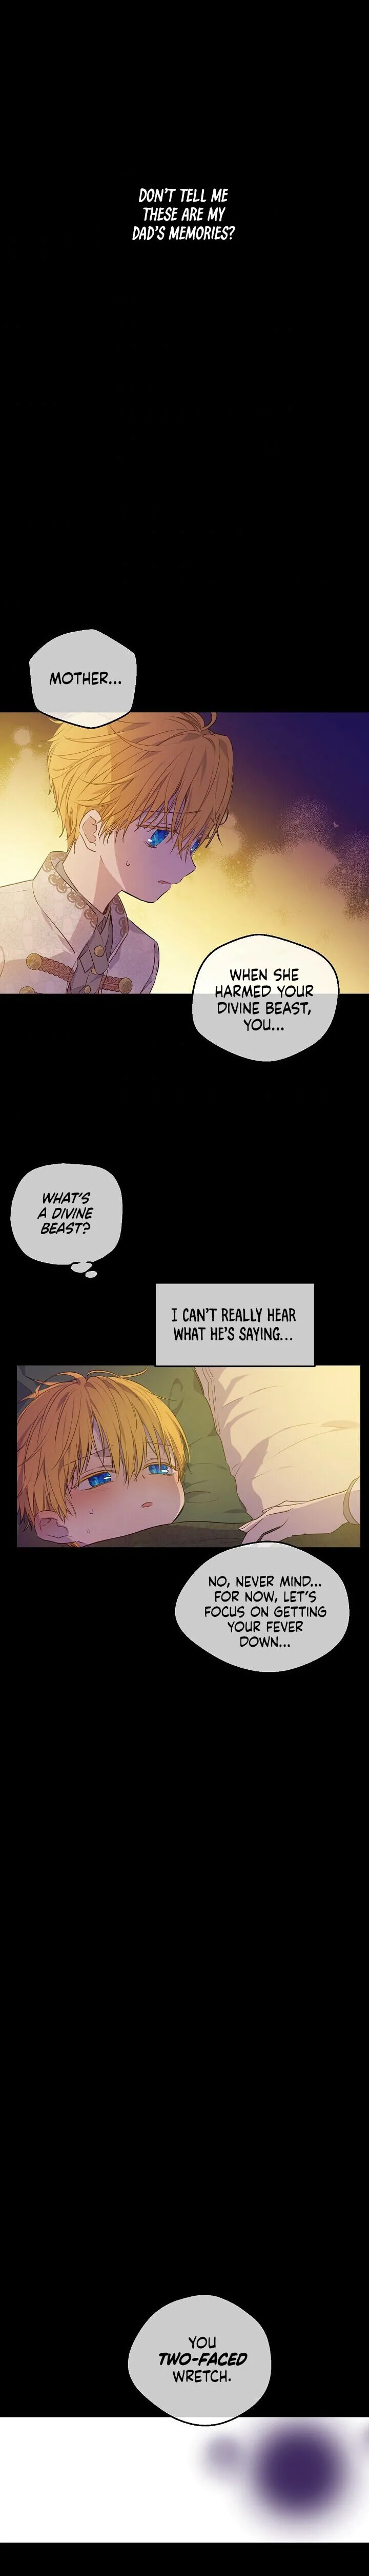 DON'T TELL ME
THESE ARE MY
DAD'S MEMORIES?
MOTHER...
WHEN SHE
HARMED YOUR
DIVINE BEAST,
YOU...
WHAT'S
A DIVINE
BEAST?
I CAN'T REALLY HEAR
WHAT HE'S SAYING...
NO, NEVER MIND...
FOR NOW, LET'S
FOCUS ON GETTING
YOUR FEVER
DOWN...
YOU
TWO-FACED
WRETCH.